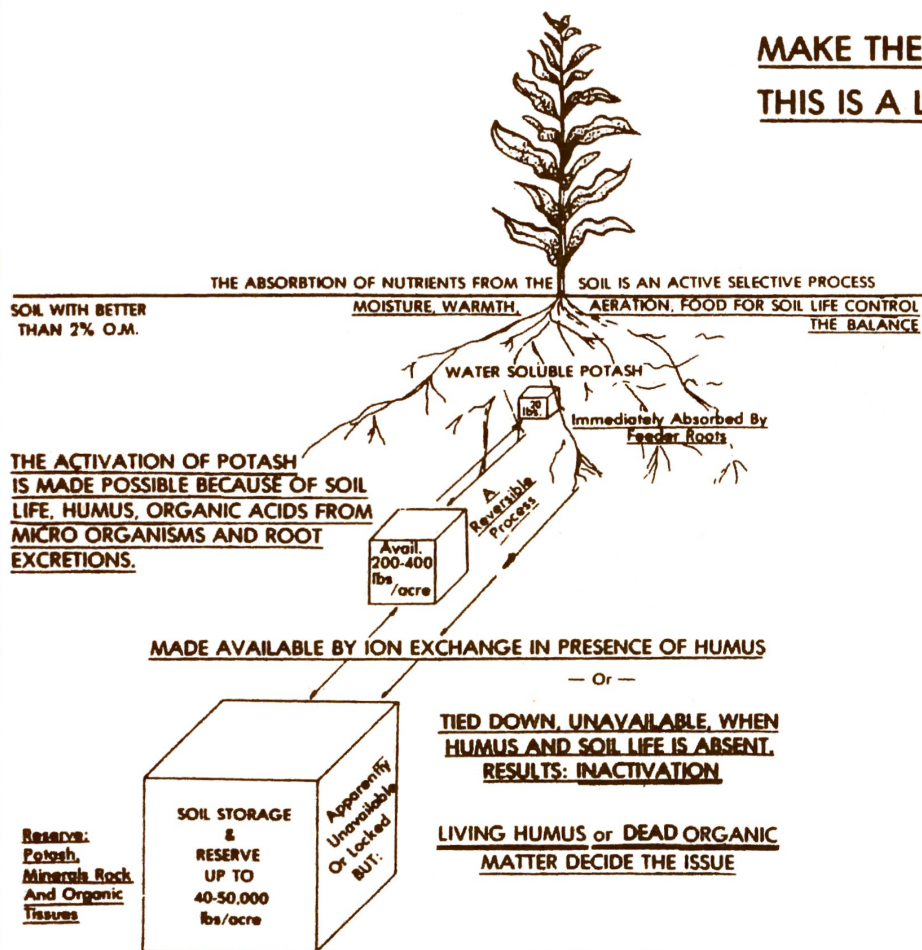 MAKE THE
THIS IS A L
THE ABSORBTION OF NUTRIENTS FROM THE SOIL IS AN ACTIVE SELECTIVE PROCESS
SOIL WITH BETTER
THAN 2% O.M.
MOISTURE, WARMTH, AERATION, FOOD FOR SOIL LIFE CONTROL
THE BALANCE
WATER SOLUBLE POTASH
20
lbs.
Immediately Absorbed By
Feeder Roots
THE ACTIVATION OF POTASH
IS MADE POSSIBLE BECAUSE OF SOIL
LIFE, HUMUS, ORGANIC ACIDS FROM
MICRO ORGANISMS AND ROOT
EXCRETIONS.
A
Reversible
Process
Avail.
200-400
lbs
/acre
MADE AVAILABLE BY ION EXCHANGE IN PRESENCE OF HUMUS
— Or —
TIED DOWN, UNAVAILABLE, WHEN
HUMUS AND SOIL LIFE IS ABSENT.
RESULTS: INACTIVATION
SOIL STORAGE
&
RESERVE
UP TO
40-50,000
lbs/acre
Apparently
Unavailable
Or Locked
BUT:
Reserve:
Potash,
Minerals Rock
And Organic
Tissues
LIVING HUMUS or DEAD ORGANIC
MATTER DECIDE THE ISSUE